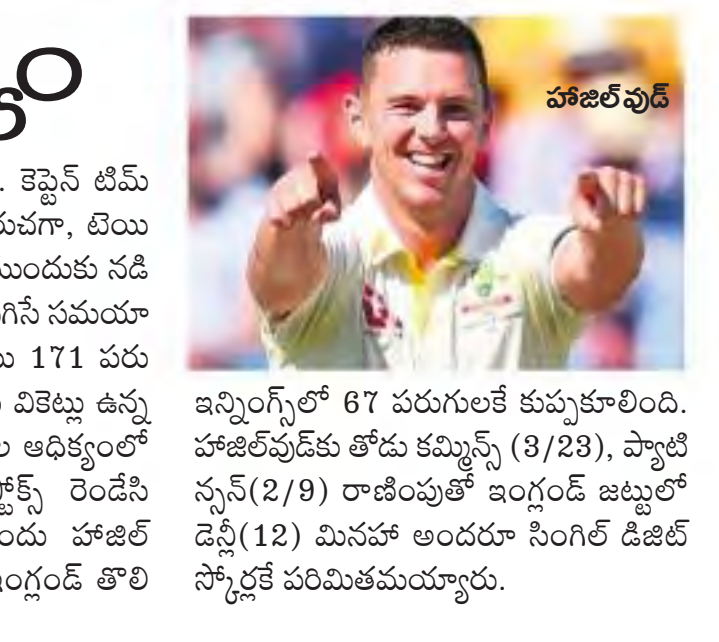 . కెప్టెన్ టిమ్
రుచగా, టెయి
ముందుకు నడి
గిసే సమయా
171 పరు
వికెట్లు ఉన్న
ల ఆధిక్యంలో
స్టోక్స్ రెండేసి
హాజిల్
ఇంగ్లండ్ తొలి
హాజిల్‌వుడ్
ఇన్నింగ్స్‌లో 67 పరుగులకే కుప్పకూలింది.
హాజిల్‌వుడ్‌కు తోడు కమ్మిన్స్ (3/23), ప్యాటి
న్సన్(2/9) రాణింపుతో ఇంగ్లండ్ జట్టులో
డెన్లీ(12) మినహా అందరూ సింగిల్ డిజిట్
స్కోర్లకే పరిమితమయ్యారు.